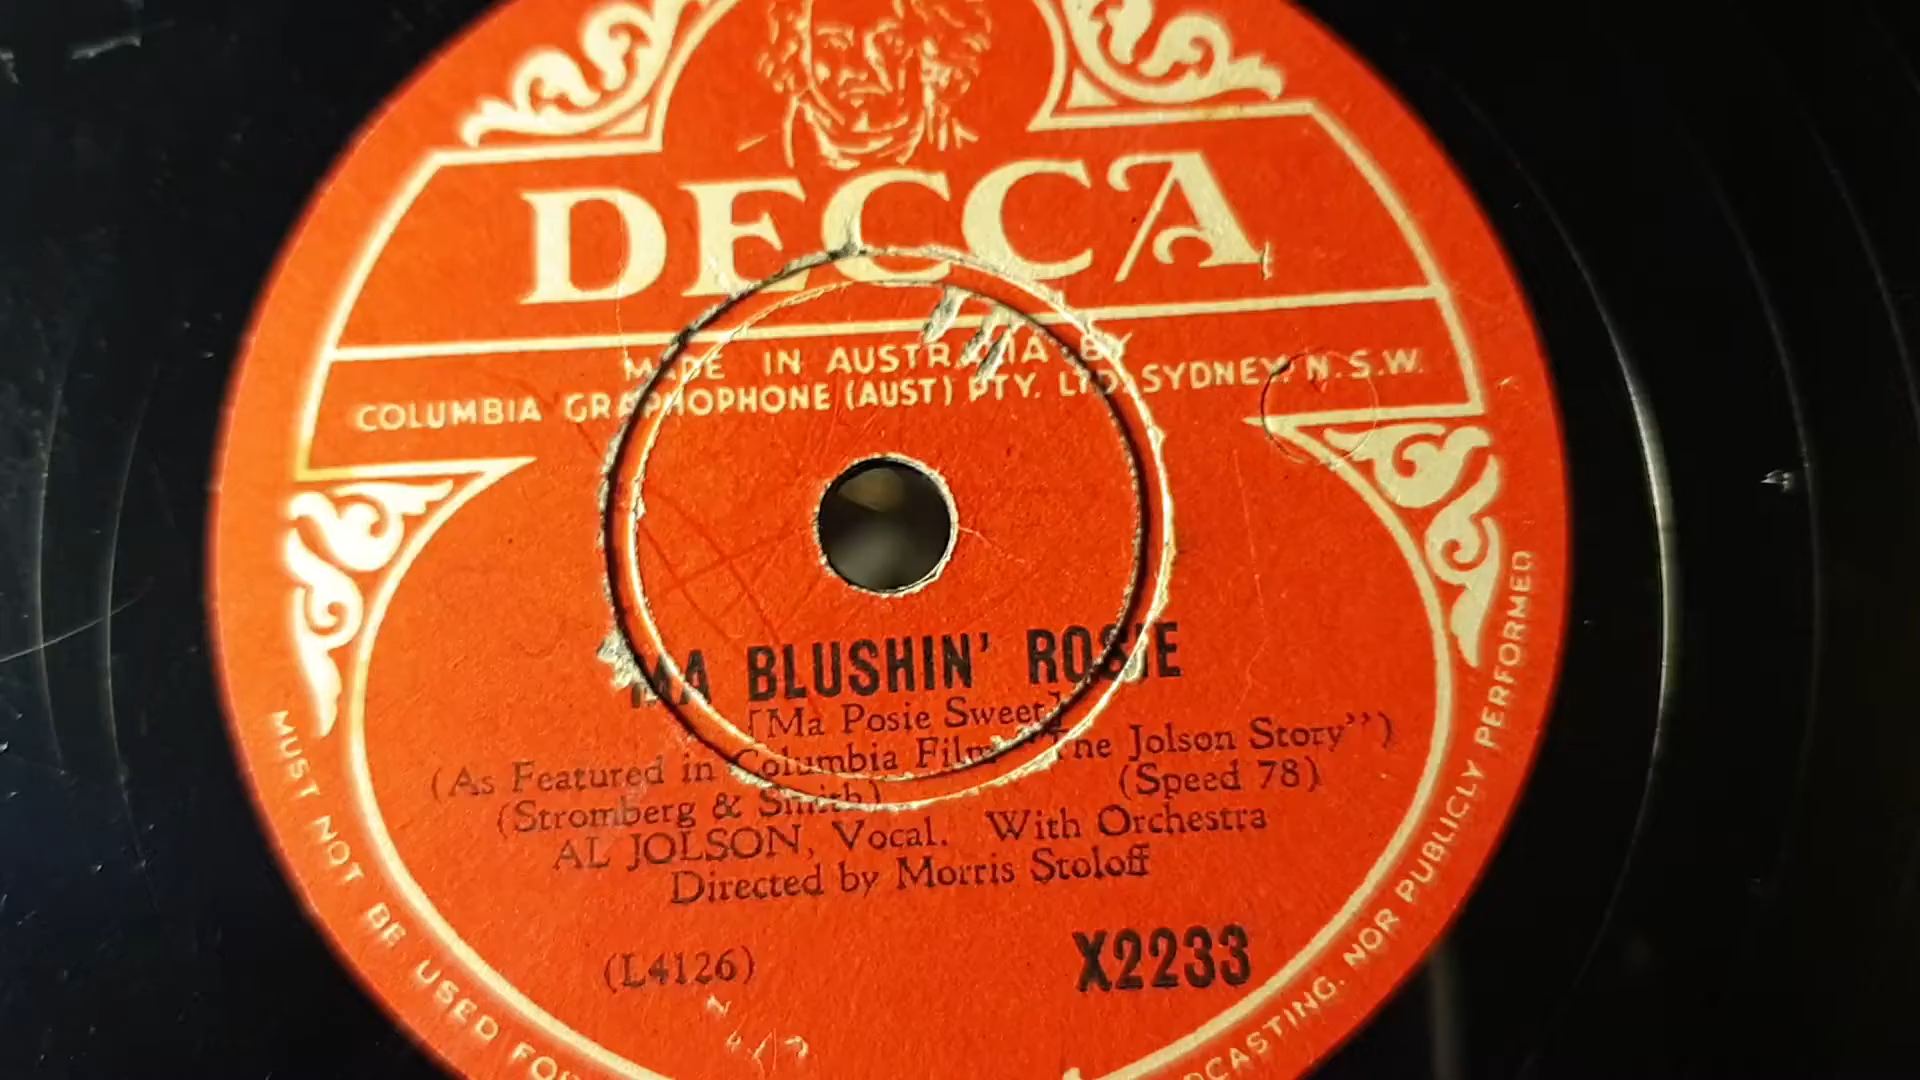 DECCA
MADE IN AUSTRALIA BY
COLUMBIA GRAPHOPHONE (AUST) PTY. LTD. SYDNEY. N.S.W.
MA BLUSHIN' ROSIE
[Ma Posie Sweet]
(As Featured in Columbia Film "The Jolson Story")
(Stromberg & Smith) (Speed 78)
AL JOLSON, Vocal. With Orchestra
Directed by Morris Stoloff
(L4126) X2233
MUST NOT BE USED FOR
CASTING. NOR PUBLICLY PERFORMED